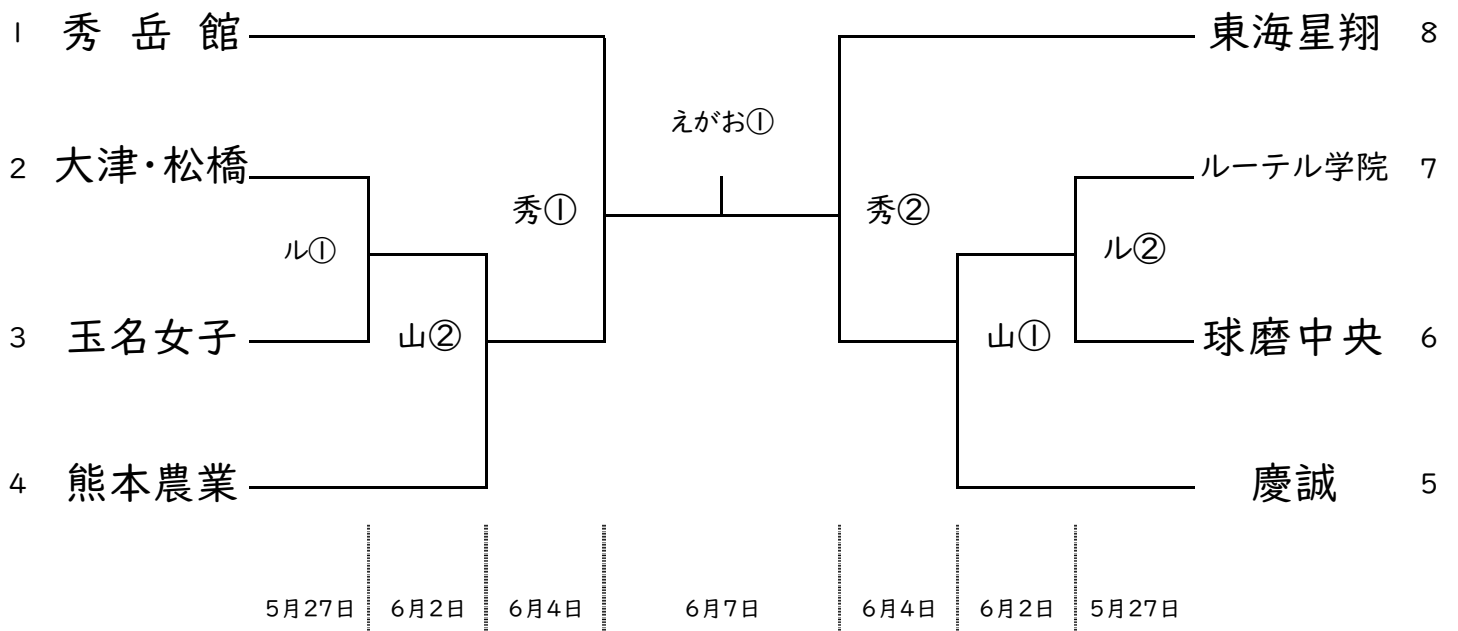 1 秀岳館 東海星翔 8
えがお①
2 大津・松橋 ルーテル学院 7
秀① 秀②
ル① ル②
3 玉名女子 山② 山① 球磨中央 6
4 熊本農業 慶誠 5
5月27日 6月2日 6月4日 6月7日 6月4日 6月2日 5月27日